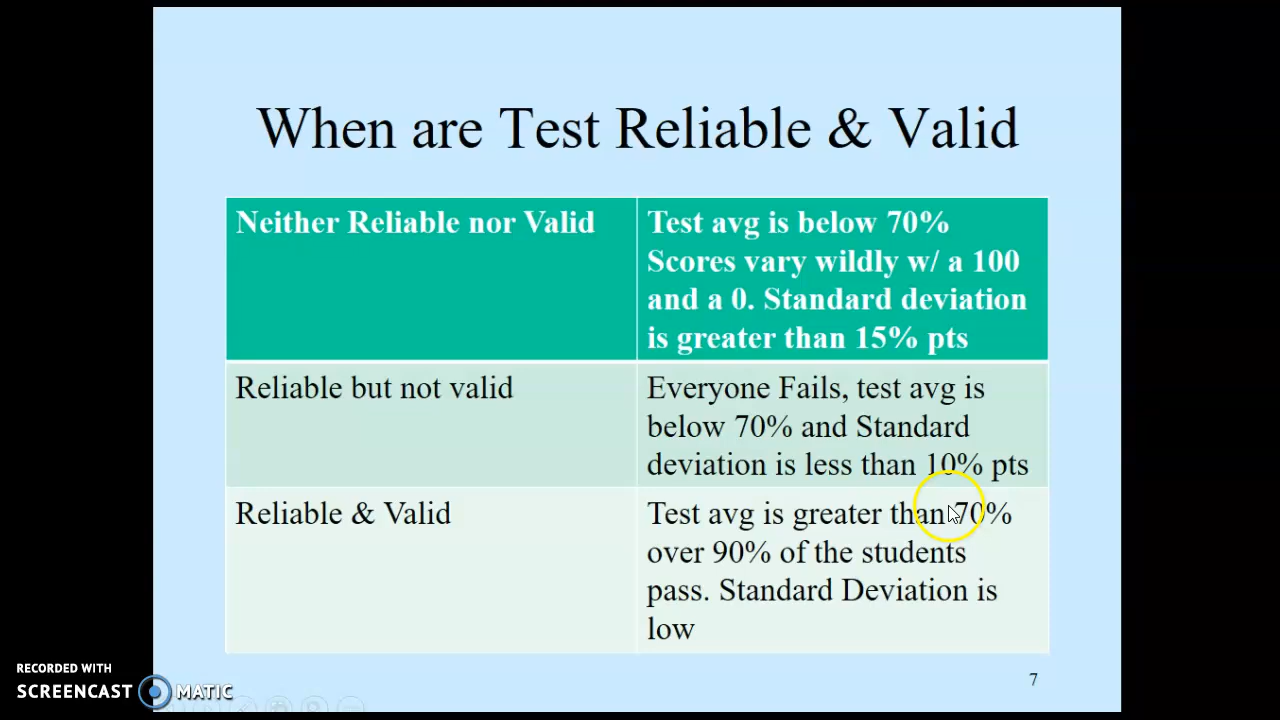 When are Test Reliable & Valid
Neither Reliable nor Valid
Test avg is below 70%
Scores vary wildly w/ a 100
and a 0. Standard deviation
is greater than 15% pts
Reliable but not valid
Everyone Fails, test avg is
below 70% and Standard
deviation is less than 10% pts
Reliable & Valid
Test avg is greater than 70%
over 90% of the students
pass. Standard Deviation is
low
7
RECORDED WITH
SCREENCAST MATIC